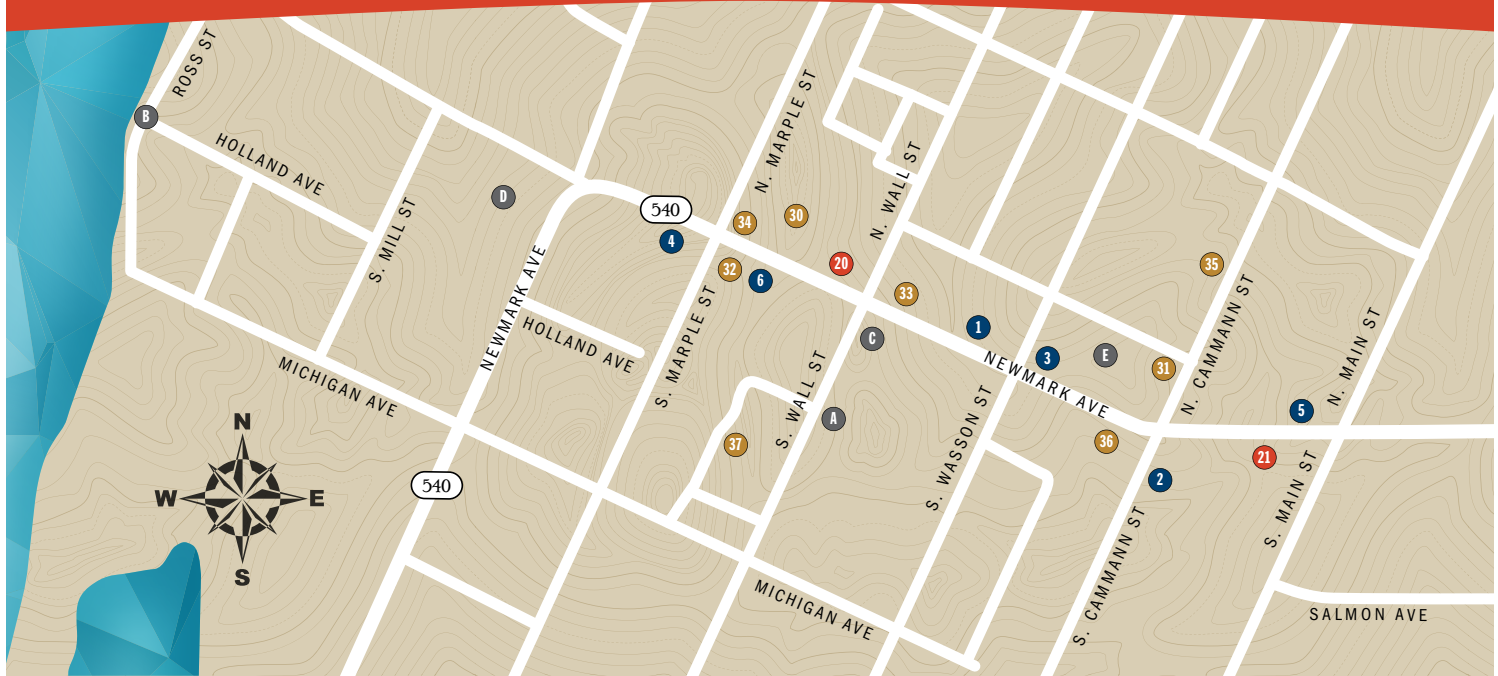 ROSS ST
B
HOLLAND AVE
D
540
4
N. MARPLE ST
34
30
N. WALL ST
20
32
6
33
35
S. MILL ST
NEWMARK AVE
HOLLAND AVE
S. MARPLE ST
C
1
3
E
31
NEWMARK AVE
N. CAMMANN ST
N. MAIN ST
5
MICHIGAN AVE
S. WALL ST
A
37
S. WASSON ST
36
21
2
S. MAIN ST
N
W
E
S
540
S. CAMMANN ST
MICHIGAN AVE
SALMON AVE